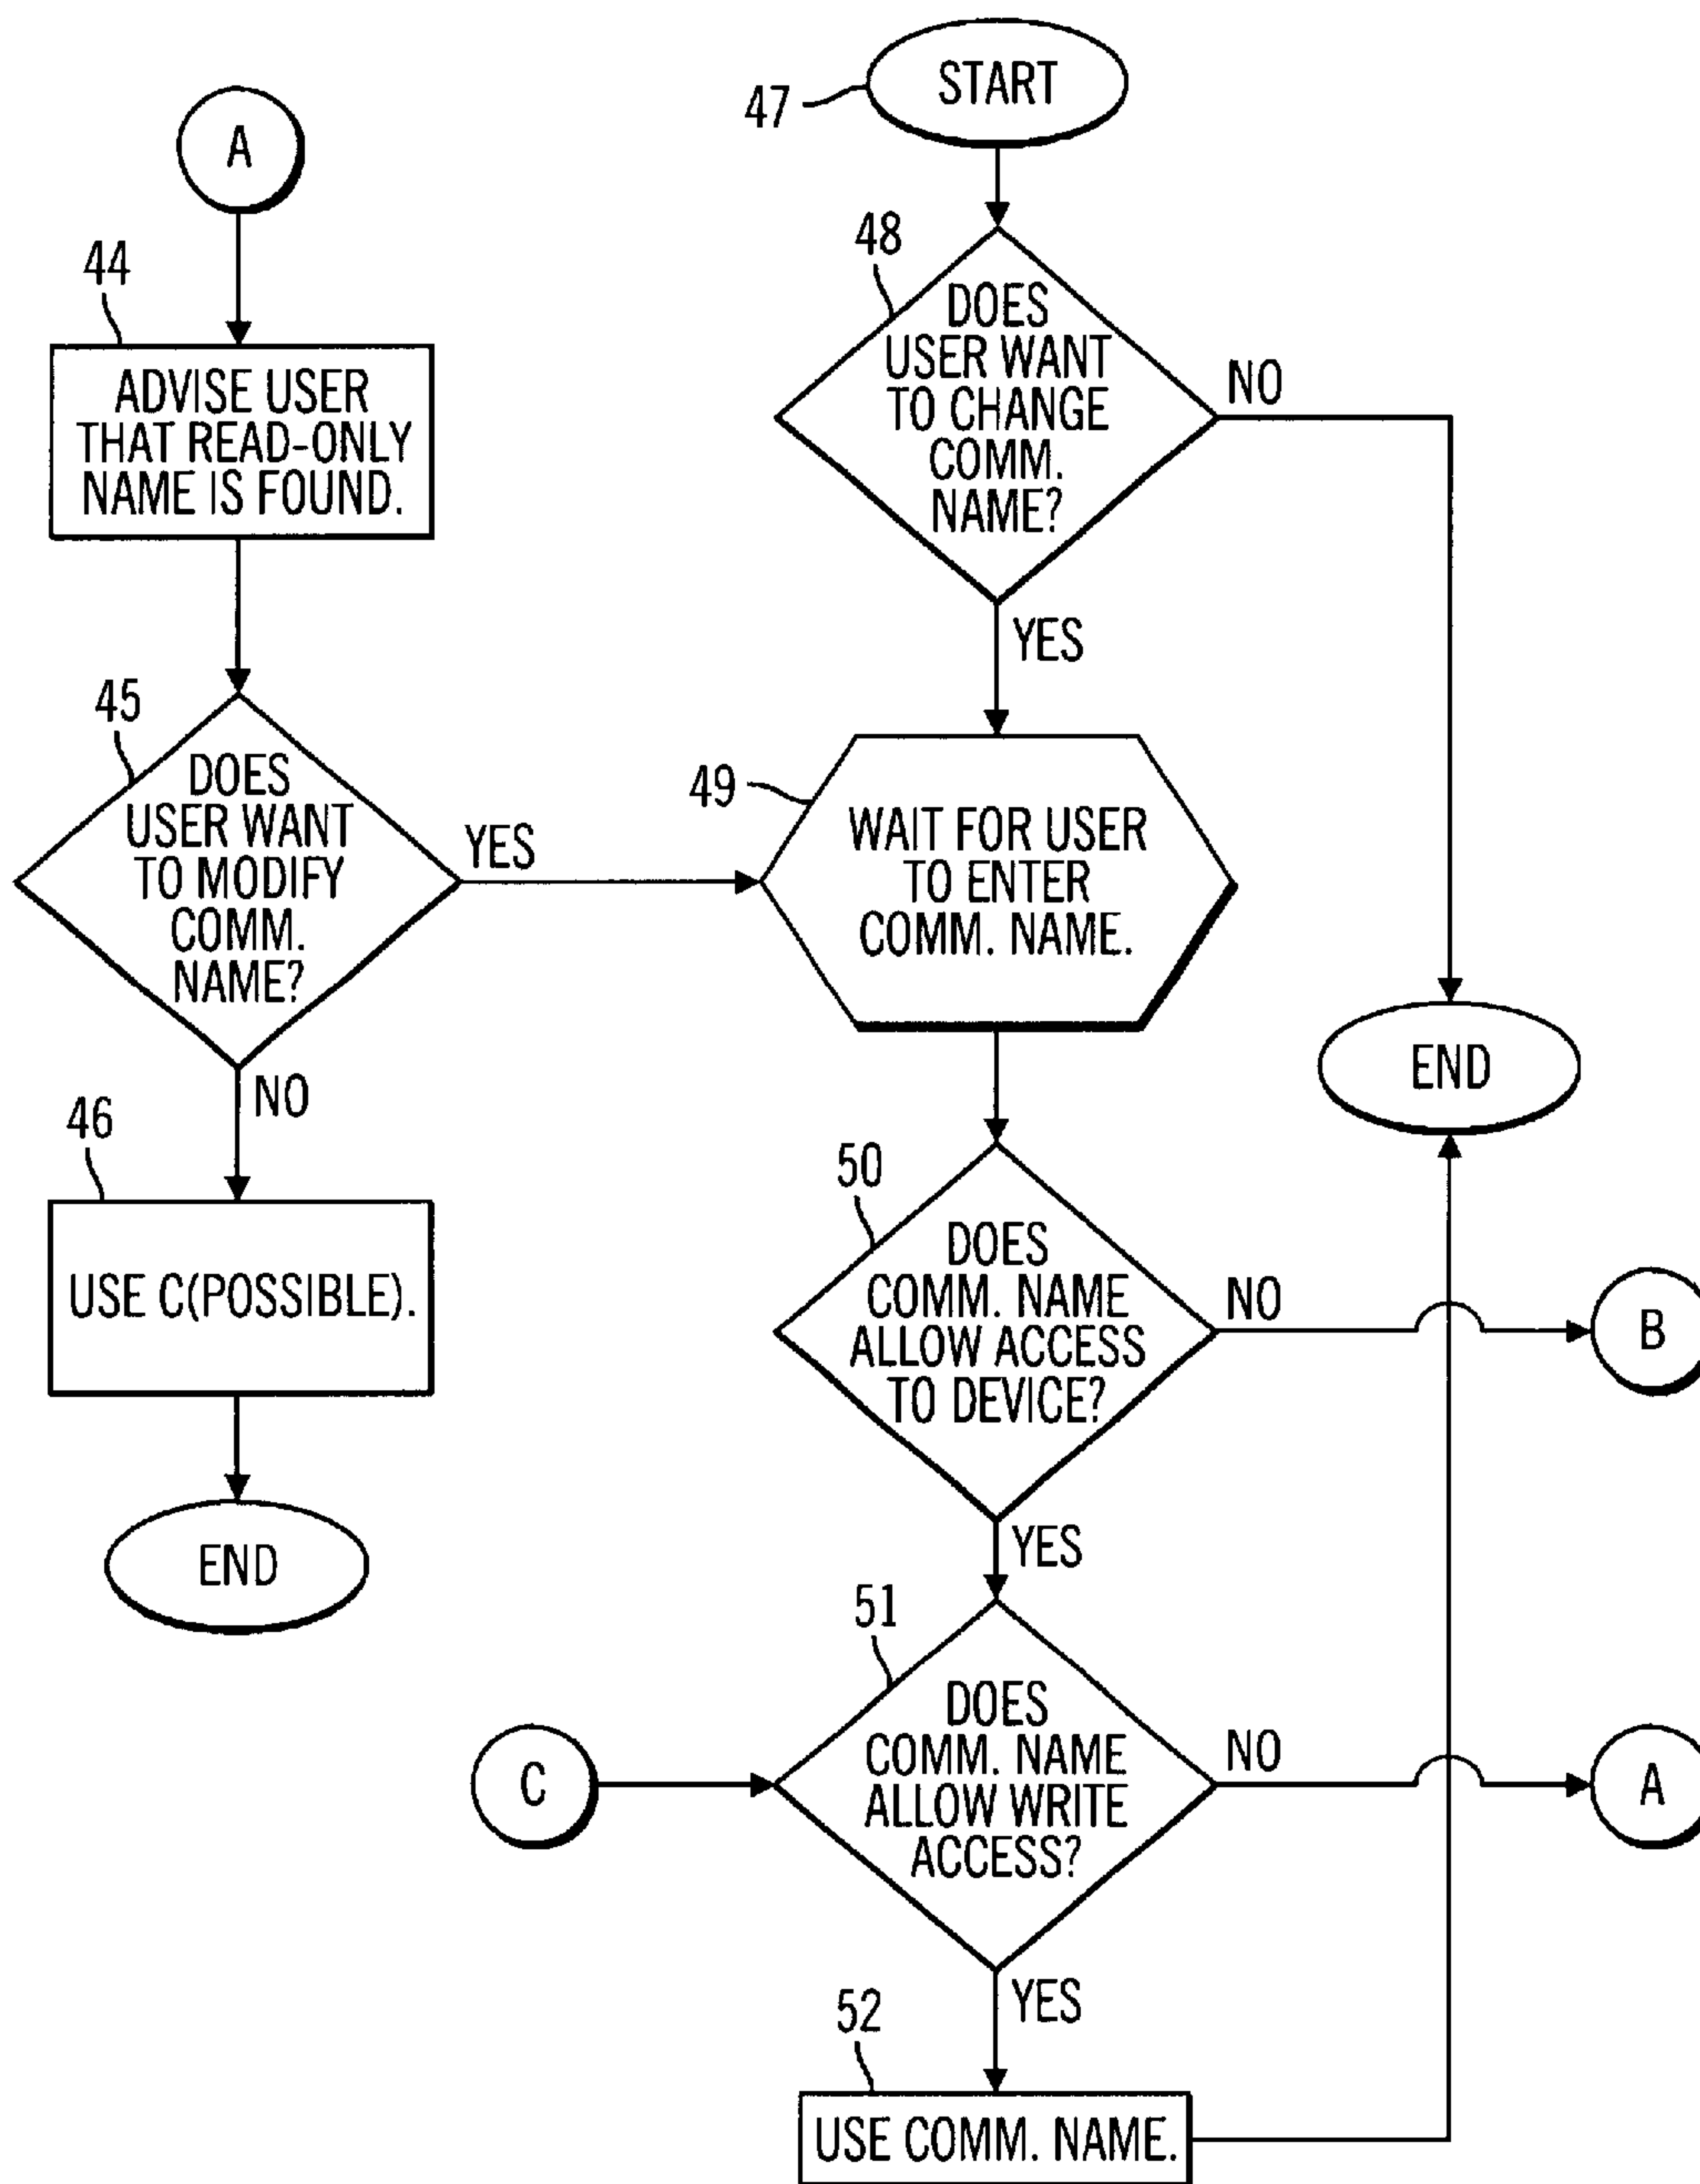 A
44
ADVISE USER
THAT READ-ONLY
NAME IS FOUND.
45
DOES
USER WANT
TO MODIFY
COMM.
NAME?
YES
NO
46
USE C(POSSIBLE).
END
47
START
48
DOES
USER WANT
TO CHANGE
COMM.
NAME?
NO
YES
49
WAIT FOR USER
TO ENTER
COMM. NAME.
END
50
DOES
COMM. NAME
ALLOW ACCESS
TO DEVICE?
NO
B
YES
51
C
DOES
COMM. NAME
ALLOW WRITE
ACCESS?
NO
A
YES
52
USE COMM. NAME.